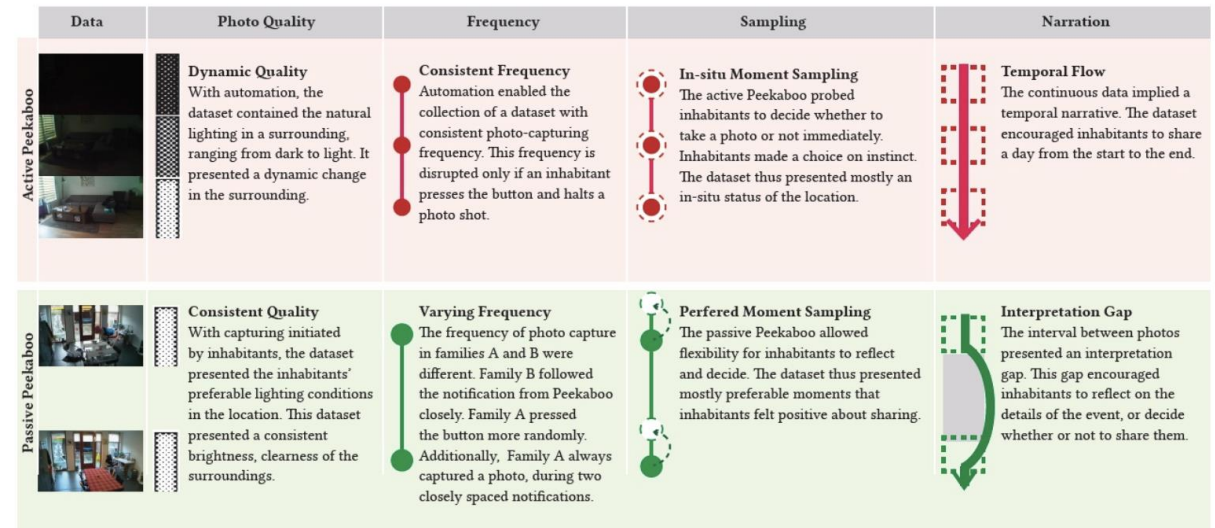 Data
Photo Quality
Frequency
Sampling
Narration
Active Peekaboo
Dynamic Quality
With automation, the
dataset contained the natural
lighting in a surrounding,
ranging from dark to light. It
presented a dynamic change
in the surrounding.
Consistent Frequency
Automation enabled the
collection of a dataset with
consistent photo-capturing
frequency. This frequency is
disrupted only if an inhabitant
presses the button and halts a
photo shot.
In-situ Moment Sampling
The active Peekaboo probed
inhabitants to decide whether to
take a photo or not immediately.
Inhabitants made a choice on instinct.
The dataset thus presented mostly an
in-situ status of the location.
Temporal Flow
The continuous data implied a
temporal narrative. The dataset
encouraged inhabitants to share
a day from the start to the end.
Passive Peekaboo
Consistent Quality
With capturing initiated
by inhabitants, the dataset
presented the inhabitants'
preferable lighting conditions
in the location. This dataset
presented a consistent
brightness, clearness of the
surroundings.
Varying Frequency
The frequency of photo capture
in families A and B were
different. Family B followed
the notification from Peekaboo
closely. Family A pressed
the button more randomly.
Additionally, Family A always
captured a photo, during two
closely spaced notifications.
Perfered Moment Sampling
The passive Peekaboo allowed
flexibility for inhabitants to reflect
and decide. The dataset thus presented
mostly preferable moments that
inhabitants felt positive about sharing.
Interpretation Gap
The interval between photos
presented an interpretation
gap. This gap encouraged
inhabitants to reflect on the
details of the event, or decide
whether or not to share them.